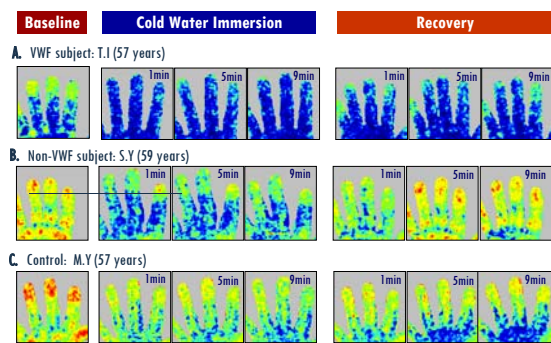 Baseline Cold Water Immersion Recovery
A. VWF subject: T.I (57 years)
1min 5min 9min 1min 5min 9min
B. Non-VWF subject: S.Y (59 years)
1min 5min 9min 1min 5min 9min
C. Control: M.Y (57 years)
1min 5min 9min 1min 5min 9min